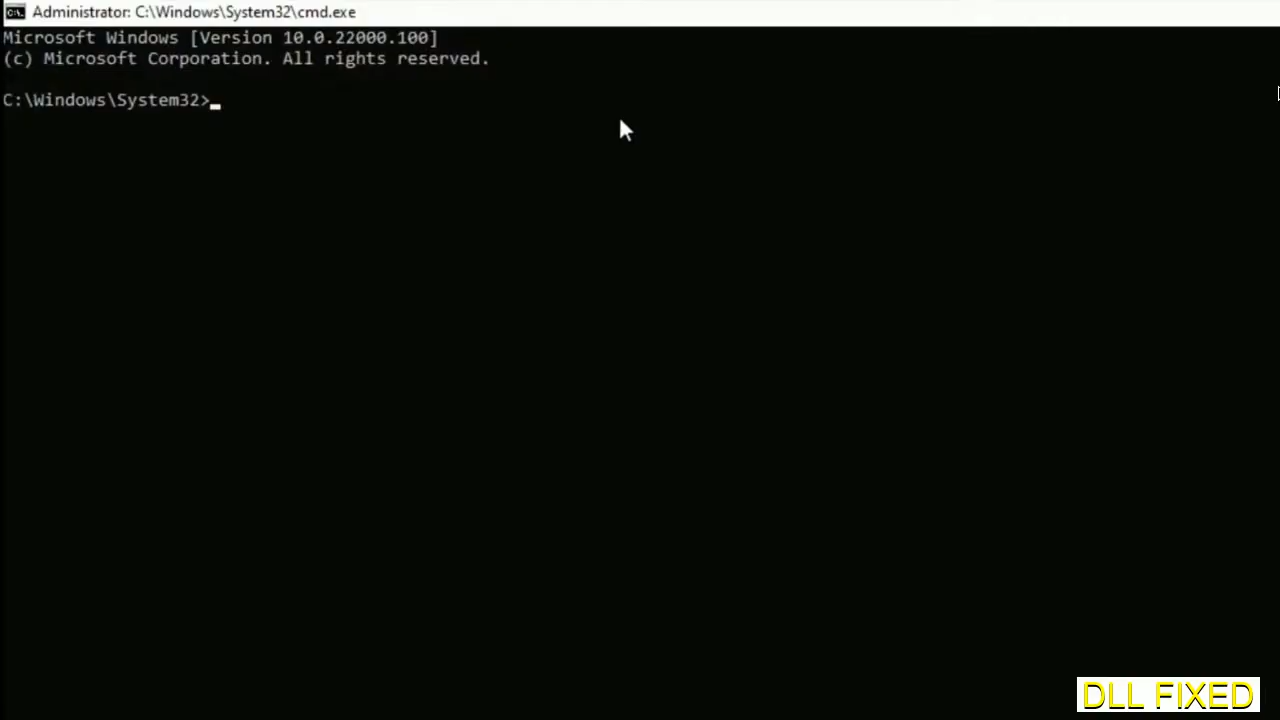 Administrator: C:\Windows\System32\cmd.exe
Microsoft Windows [Version 10.0.22000.100]
(c) Microsoft Corporation. All rights reserved.
C:\Windows\System32>
DLL FIXED